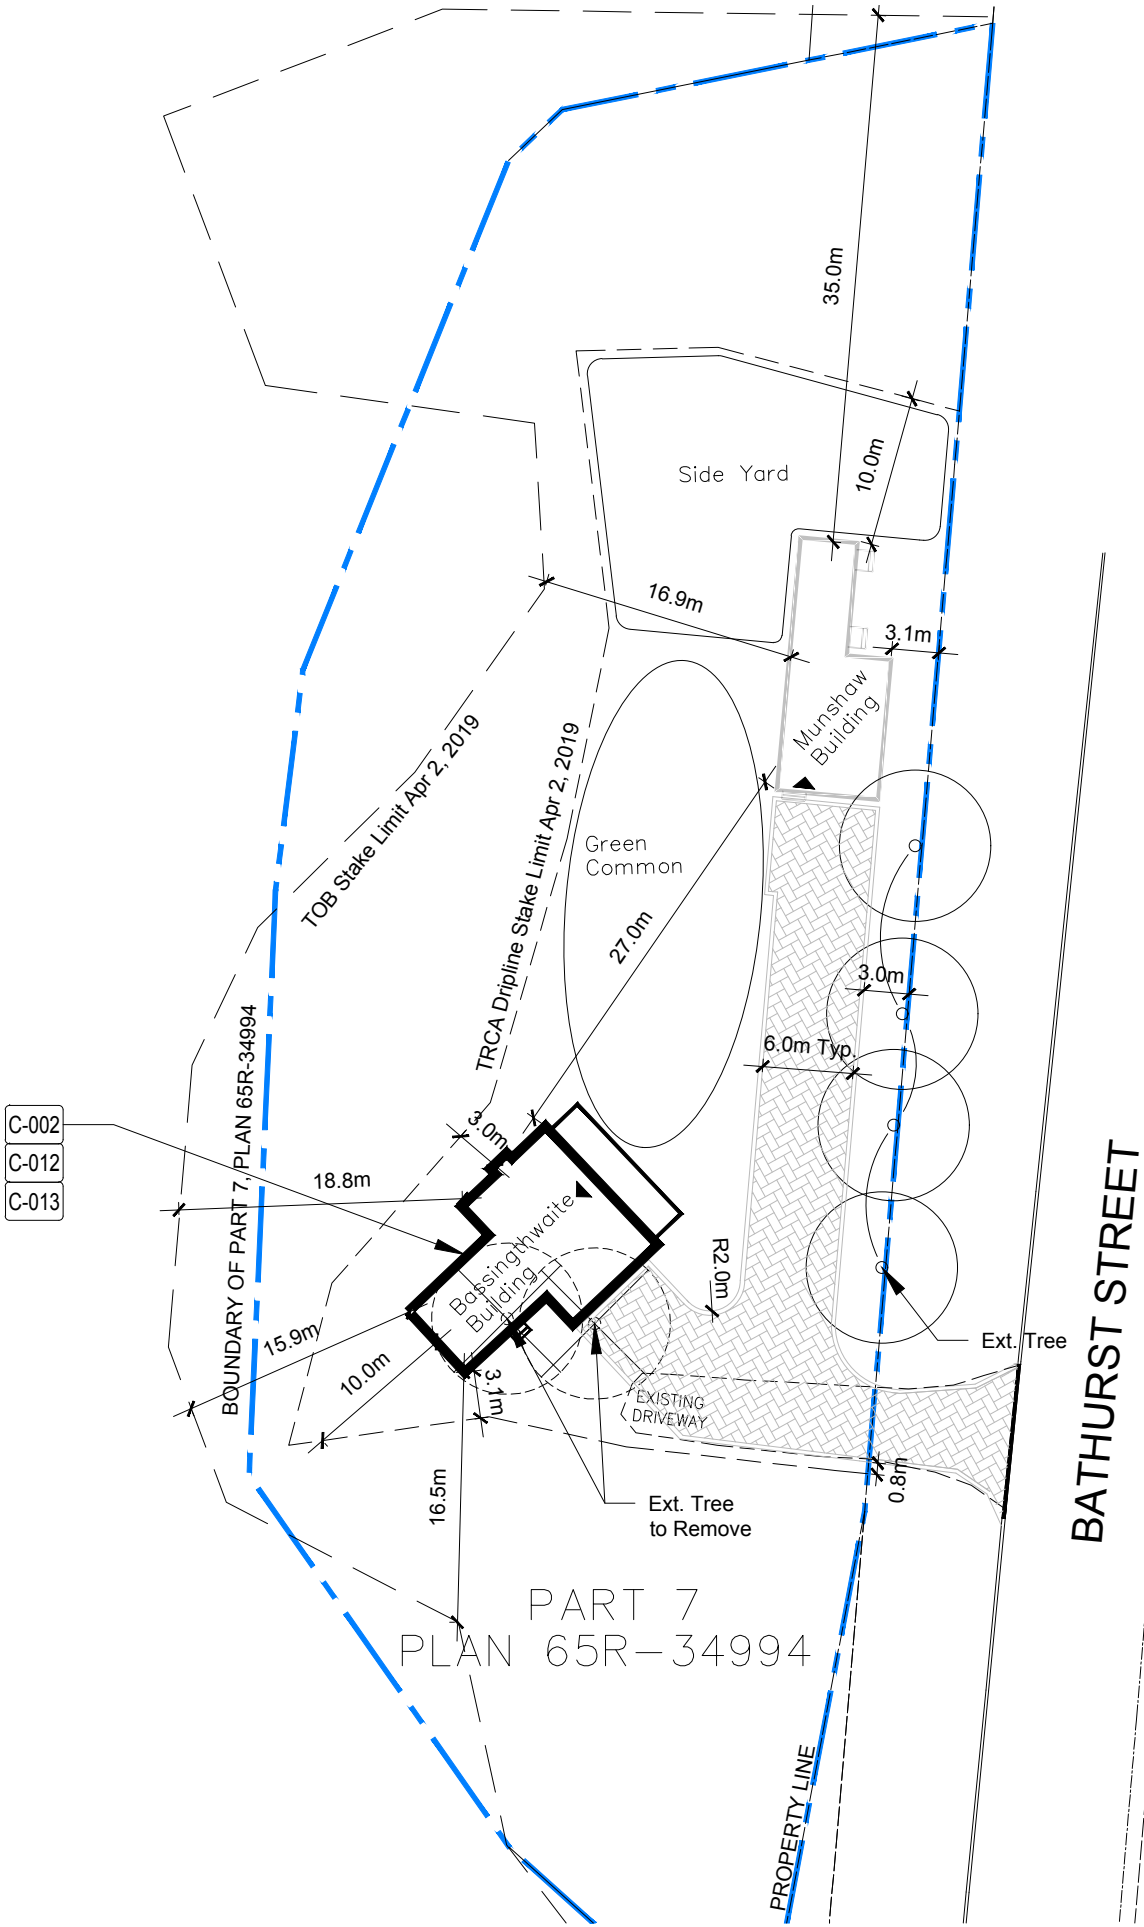 35.0m
10.0m
Side Yard
16.9m
3.1m
Munshaw
Building
TOB Stake Limit Apr 2, 2019
TRCA Dripline Stake Limit Apr 2, 2019
Green
Common
27.0m
3.0m
6.0m Typ.
BOUNDARY OF PART 7, PLAN 65R-34994
C-002
C-012
C-013
3.0m
18.8m
Bassingthwaite
Building
R2.0m
15.9m
10.0m
3.1m
Ext. Tree
EXISTING
DRIVEWAY
BATHURST STREET
16.5m
0.8m
Ext. Tree
to Remove
PART 7
PLAN 65R-34994
PROPERTY LINE